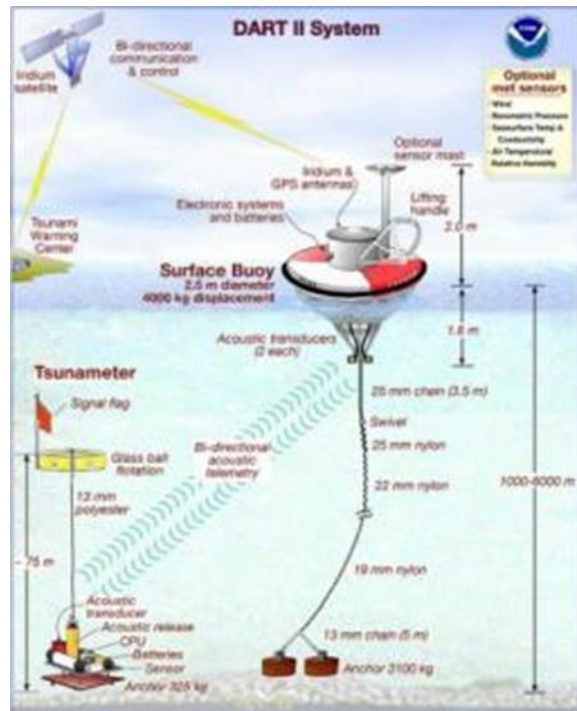 DART II System
Bi-directional
communication
& control
Iridium
satellite
Optional
met sensors
Wind
Barometric Pressure
Seasurface Temp &
Conductivity
Air Temperature
Relative Humidity
Optional
sensor mast
Iridium &
GPS antennas
Lifting
handle
Electronic systems
and batteries
2.0 m
Tsunami
Warning
Center
Surface Buoy
2.5 m diameter
4000 kg displacement
1.8 m
Acoustic transducers
(2 each)
Tsunameter
Signal flag
25 mm chain (3.5 m)
Swivel
25 mm nylon
Glass ball
flotation
Bi-directional
acoustic
telemetry
22 mm nylon
1000-6000 m
13 mm
polyester
~ 75 m
19 mm nylon
Acoustic
transducer
Acoustic release
CPU
Batteries
Sensor
Anchor 325 kg
13 mm chain (5 m)
Anchor 3100 kg